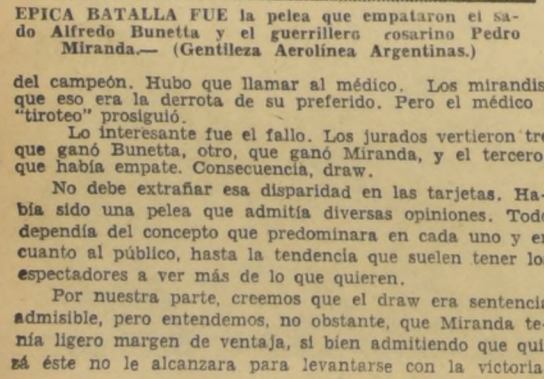 EPICA BATALLA FUE la pelea que empataron el sa-
do Alfredo Bunetta y el guerrillero rosarino Pedro
Miranda.— (Gentileza Aerolínea Argentinas.)
del campeón. Hubo que llamar al médico. Los mirandis
que eso era la derrota de su preferido. Pero el médico
"tiroteo" prosiguió.
Lo interesante fue el fallo. Los jurados vertieron tre
que ganó Bunetta, otro, que ganó Miranda, y el tercero
que había empate. Consecuencia, draw.
No debe extrañar esa disparidad en las tarjetas. Ha-
bía sido una pelea que admitía diversas opiniones. Tod
dependía del concepto que predominara en cada uno y en
cuanto al público, hasta la tendencia que suelen tener lo
espectadores a ver más de lo que quieren.
Por nuestra parte, creemos que el draw era sentencia
admisible, pero entendemos, no obstante, que Miranda te-
nía ligero margen de ventaja, si bien admitiendo que qui-
zá éste no le alcanzara para levantarse con la victoria